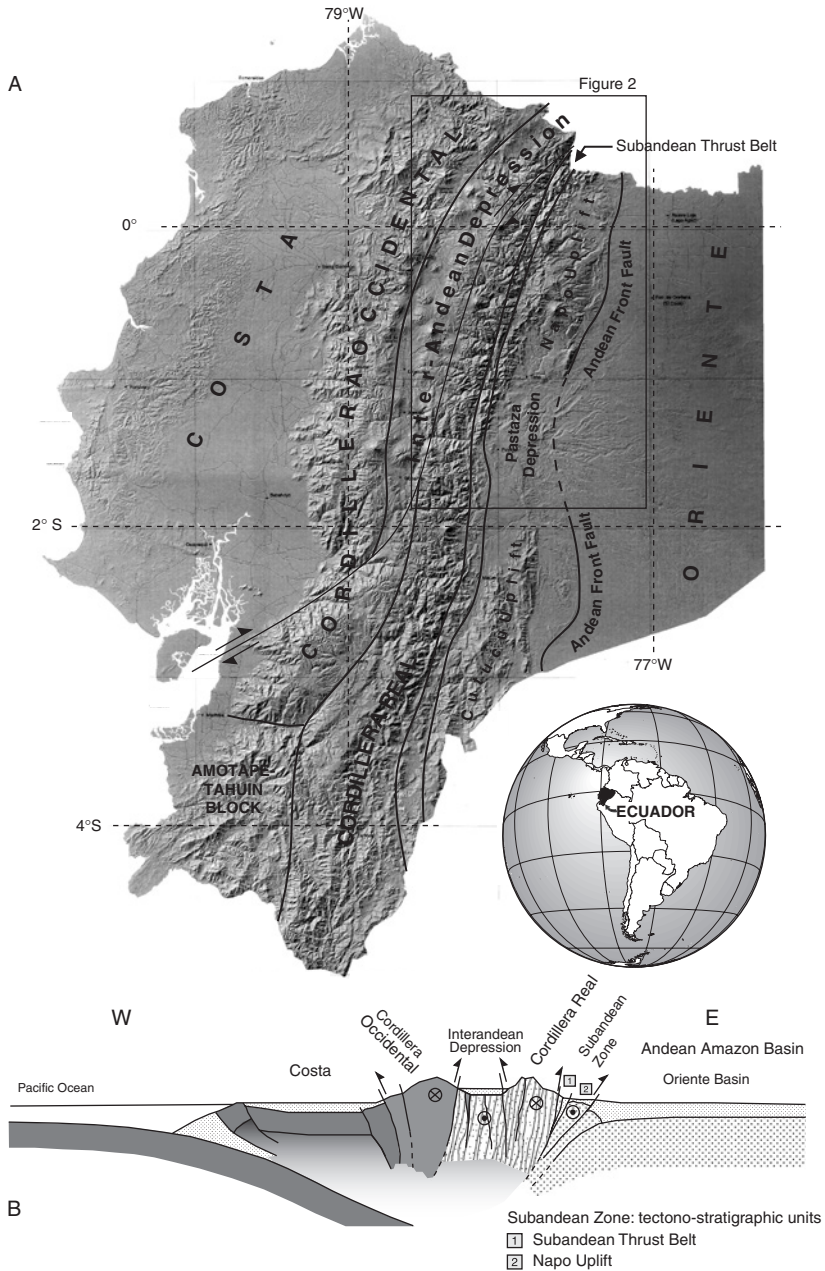 79°W
A
Figure 2
Subandean Thrust Belt
0°
COSTA
CORDILLERA OCCIDENTAL
Inter-Andean Depression
Napo Uplift
Andean Front Fault
ORIENTE
Pastaza
Depression
2° S
Andean Front Fault
Cutucu Uplift
77°W
CORDILLERA REAL
AMOTAPE-
TAHUIN
BLOCK
4°S
ECUADOR
W
Cordillera
Occidental
Interandean
Depression
Cordillera Real
Subandean
Zone
E
Andean Amazon Basin
Costa
Pacific Ocean
Oriente Basin
1
2
B
Subandean Zone: tectono-stratigraphic units
1 Subandean Thrust Belt
2 Napo Uplift